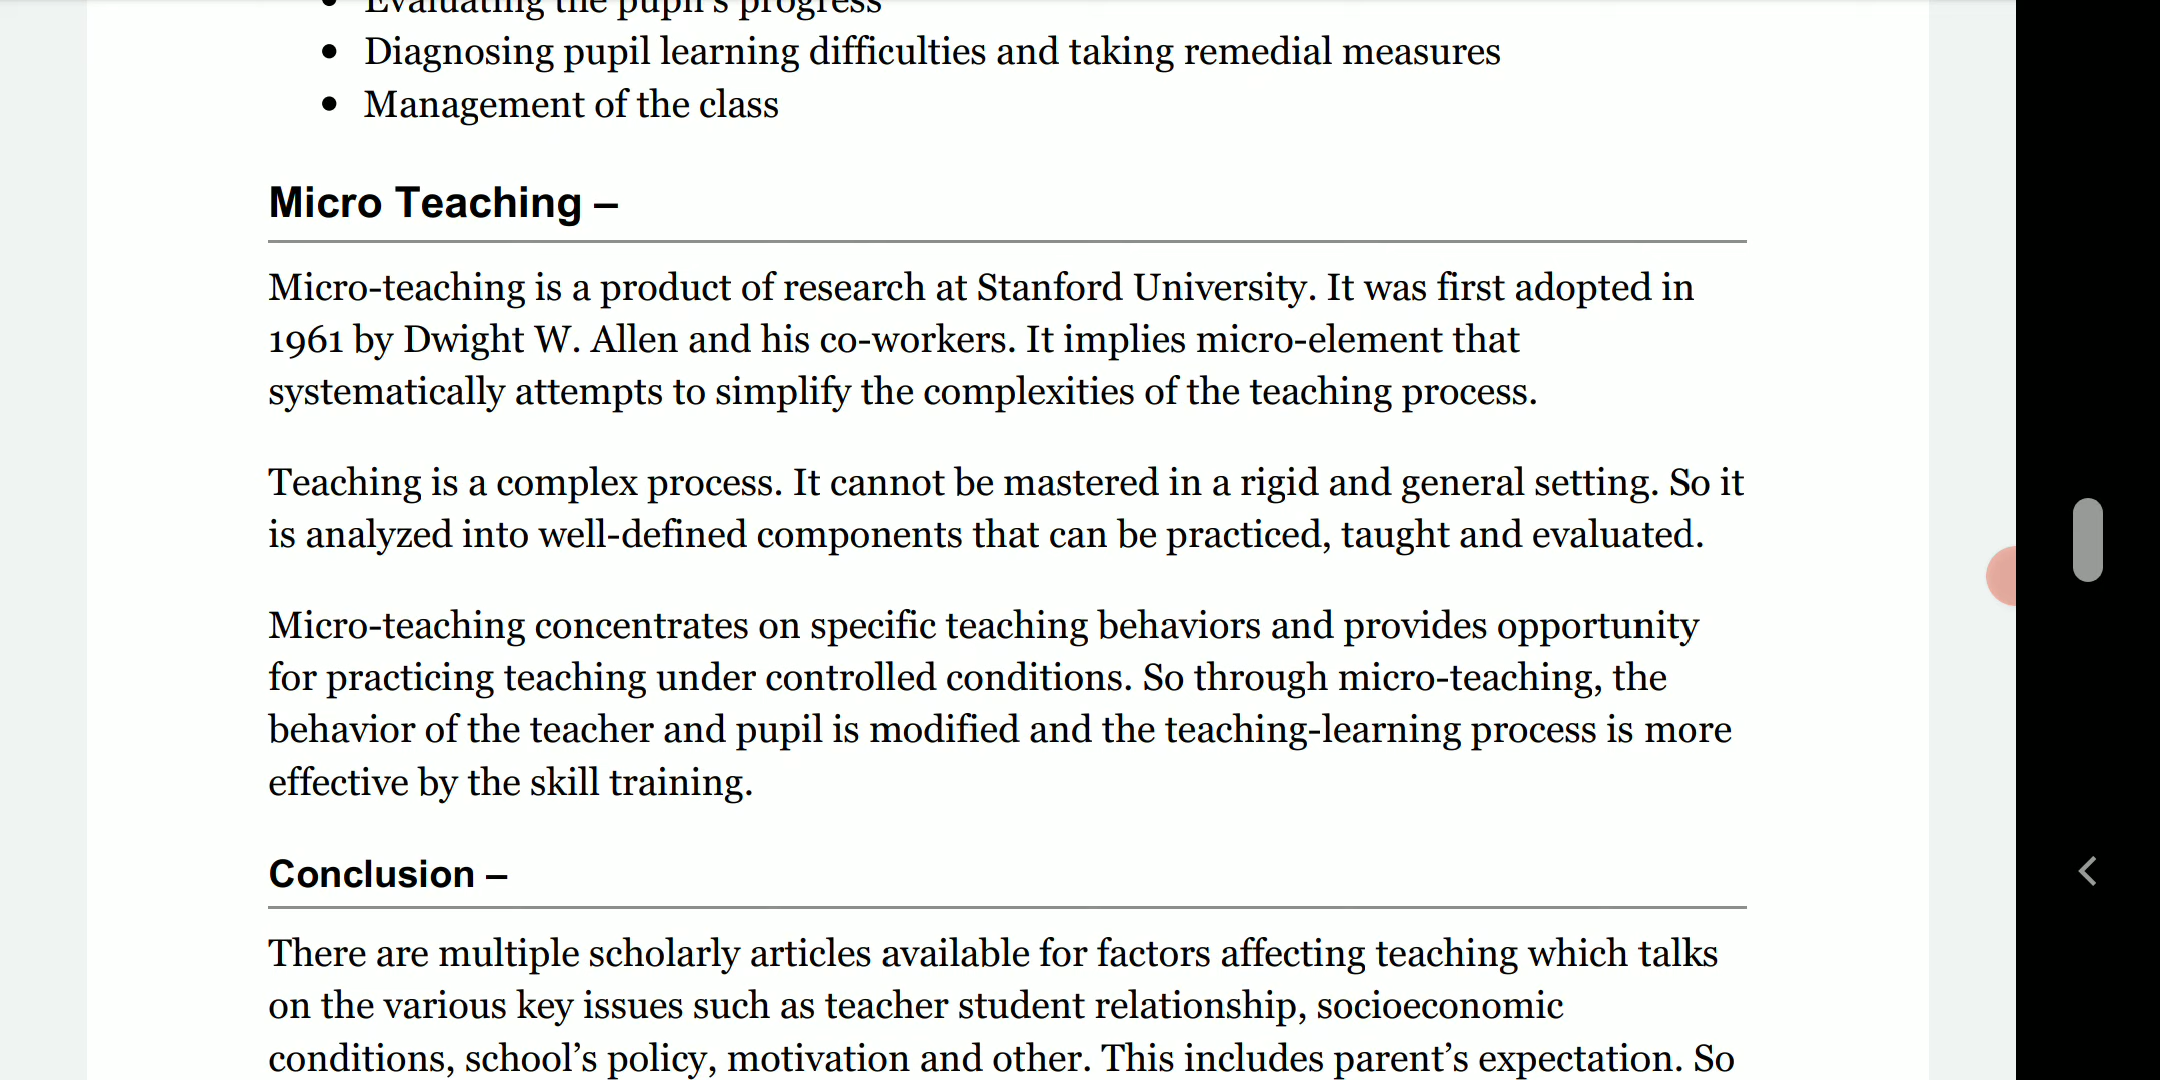 Evaluating the pupil's progress
• Diagnosing pupil learning difficulties and taking remedial measures
• Management of the class
Micro Teaching –
Micro-teaching is a product of research at Stanford University. It was first adopted in
1961 by Dwight W. Allen and his co-workers. It implies micro-element that
systematically attempts to simplify the complexities of the teaching process.
Teaching is a complex process. It cannot be mastered in a rigid and general setting. So it
is analyzed into well-defined components that can be practiced, taught and evaluated.
Micro-teaching concentrates on specific teaching behaviors and provides opportunity
for practicing teaching under controlled conditions. So through micro-teaching, the
behavior of the teacher and pupil is modified and the teaching-learning process is more
effective by the skill training.
Conclusion –
There are multiple scholarly articles available for factors affecting teaching which talks
on the various key issues such as teacher student relationship, socioeconomic
conditions, school’s policy, motivation and other. This includes parent’s expectation. So